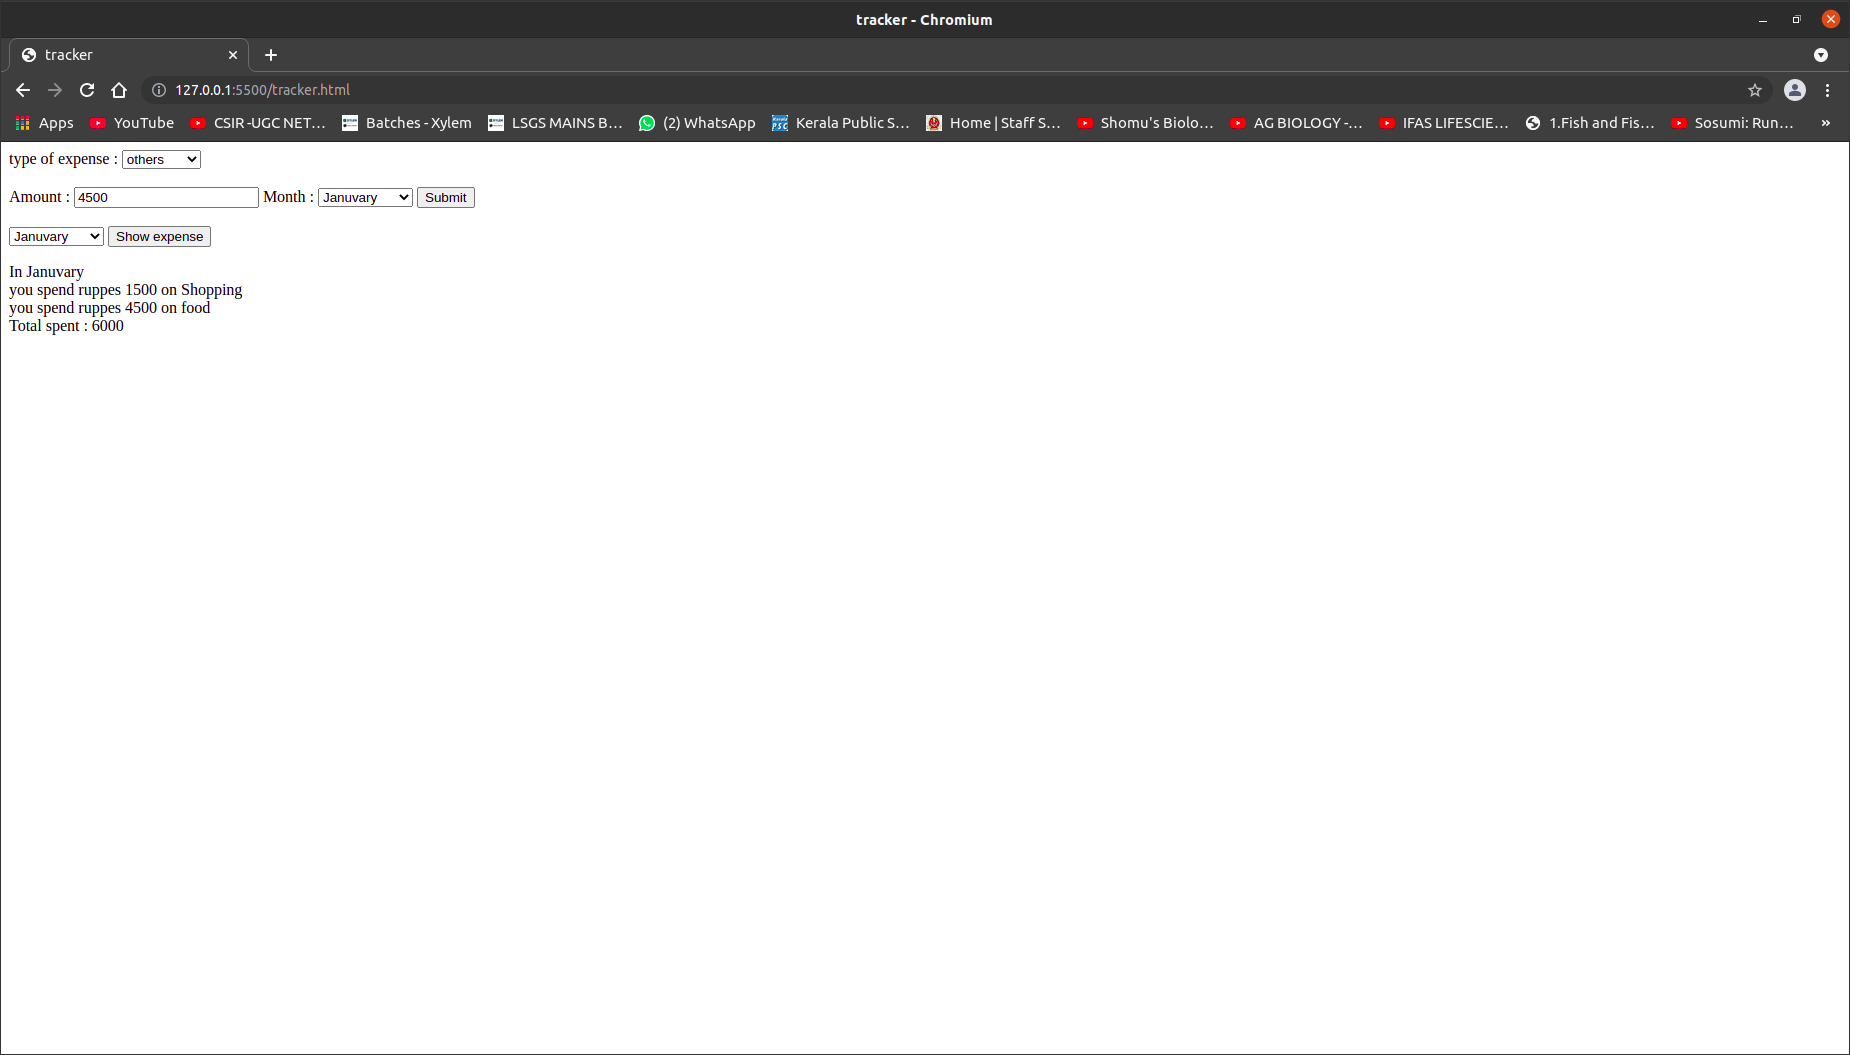 tracker - Chromium
tracker
127.0.0.1:5500/tracker.html
Apps YouTube CSIR -UGC NET… Batches - Xylem LSGS MAINS B… (2) WhatsApp Kerala Public S… Home | Staff S… Shomu's Biolo… AG BIOLOGY -… IFAS LIFESCIE… 1.Fish and Fis… Sosumi: Run… »
type of expense : others
Amount : 4500 Month : Januvary Submit
Januvary Show expense
In Januvary
you spend ruppes 1500 on Shopping
you spend ruppes 4500 on food
Total spent : 6000